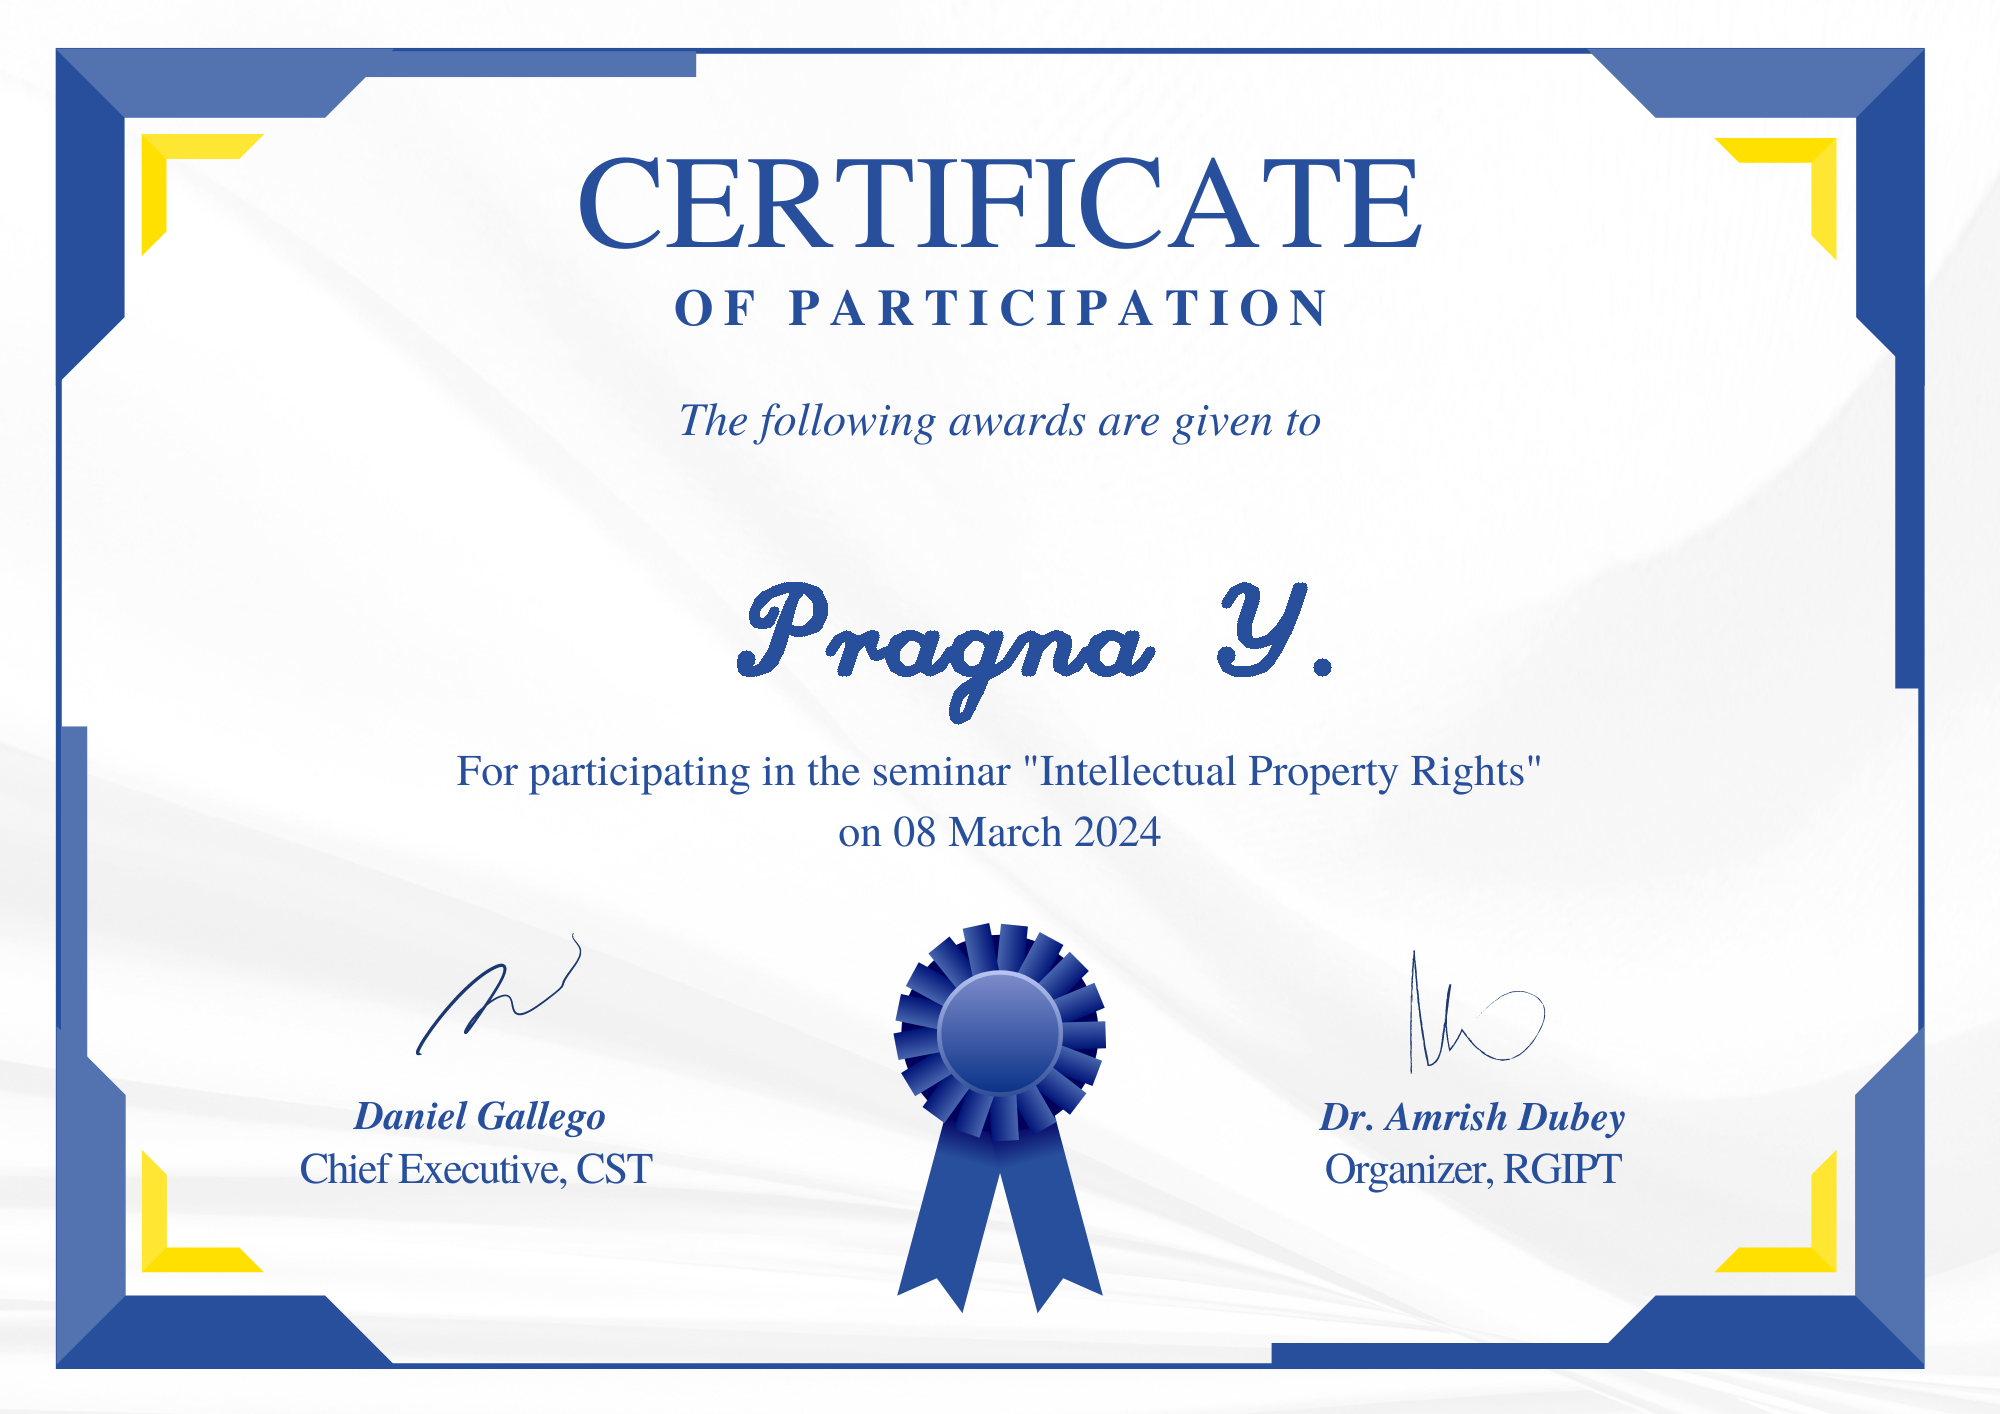 CERTIFICATE
OF PARTICIPATION
The following awards are given to
Pragna Y.
For participating in the seminar "Intellectual Property Rights"
on 08 March 2024
Daniel Gallego
Chief Executive, CST
Dr. Amrish Dubey
Organizer, RGIPT